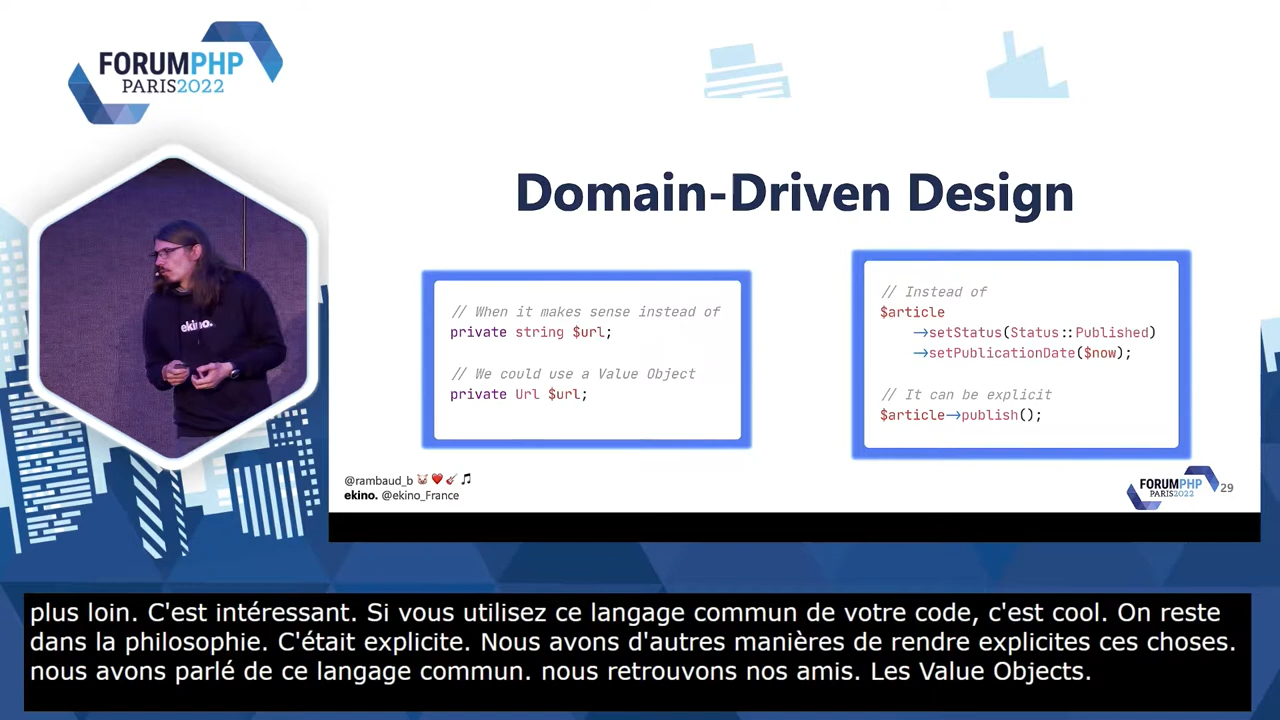 FORUMPHP
PARIS2022
ekino.
Domain-Driven Design
// When it makes sense instead of
private string $url;
// We could use a Value Object
private Url $url;
// Instead of
$article
→setStatus(Status::Published)
→setPublicationDate($now);
// It can be explicit
$article→publish();
@rambaud_b 🐷❤️🎸🎵
ekino. @ekino_France
FORUMPHP
PARIS2022
29
plus loin. C'est intéressant. Si vous utilisez ce langage commun de votre code, c'est cool. On reste
dans la philosophie. C'était explicite. Nous avons d'autres manières de rendre explicites ces choses.
nous avons parlé de ce langage commun. nous retrouvons nos amis. Les Value Objects.